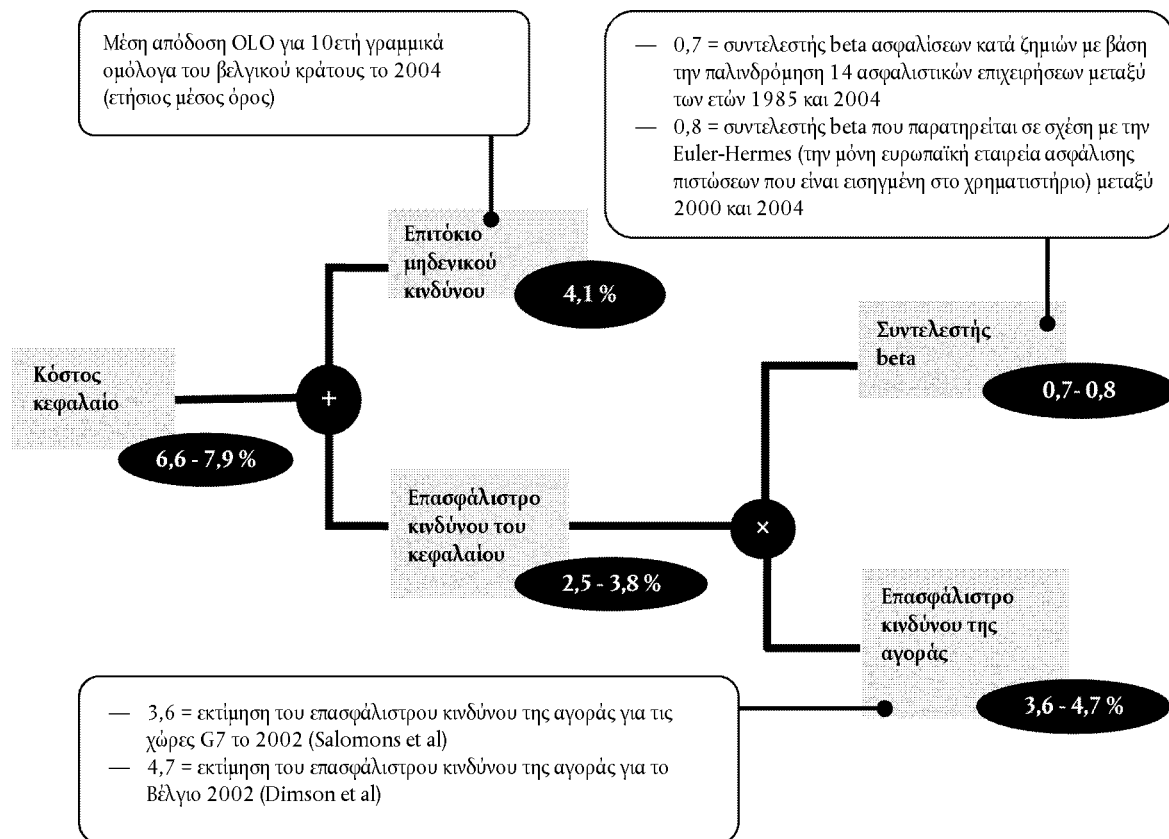 Μέση απόδοση OLO για 10ετή γραμμικά
ομόλογα του βελγικού κράτους το 2004
(ετήσιος μέσος όρος)
— 0,7 = συντελεστής beta ασφαλίσεων κατά ζημιών με βάση
την παλινδρόμηση 14 ασφαλιστικών επιχειρήσεων μεταξύ
των ετών 1985 και 2004
— 0,8 = συντελεστής beta που παρατηρείται σε σχέση με την
Euler-Hermes (την μόνη ευρωπαϊκή εταιρεία ασφάλισης
πιστώσεων που είναι εισηγμένη στο χρηματιστήριο) μεταξύ
2000 και 2004
Επιτόκιο
μηδενικού
κινδύνου
4,1 %
Συντελεστής
beta
0,7- 0,8
Κόστος
κεφαλαίο
6,6 - 7,9 %
+
Επασφάλιστρο
κινδύνου του
κεφαλαίου
2,5 - 3,8 %
×
Επασφάλιστρο
κινδύνου της
αγοράς
3,6 - 4,7 %
— 3,6 = εκτίμηση του επασφάλιστρου κινδύνου της αγοράς για τις
χώρες G7 το 2002 (Salomons et al)
— 4,7 = εκτίμηση του επασφάλιστρου κινδύνου της αγοράς για το
Βέλγιο 2002 (Dimson et al)